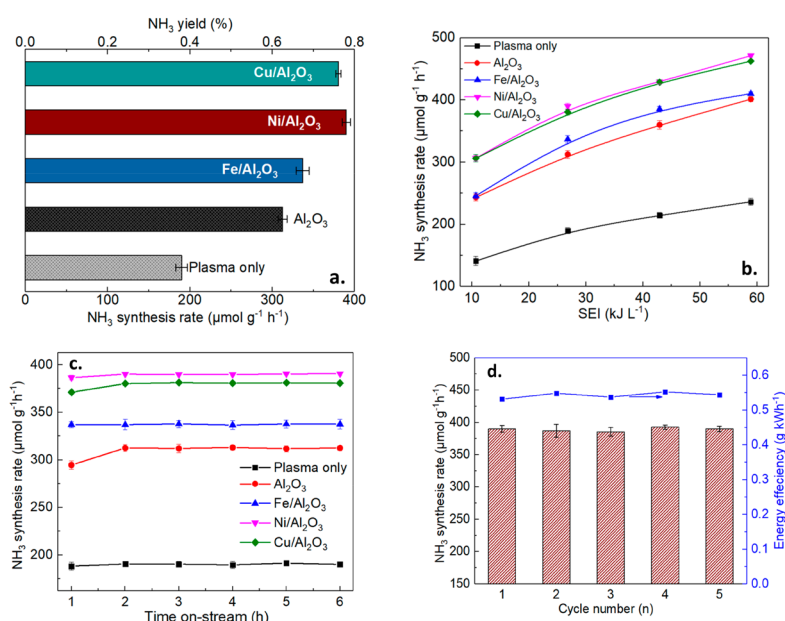 NH₃ yield (%)
0.0 0.2 0.4 0.6 0.8
Cu/Al₂O₃
Ni/Al₂O₃
Fe/Al₂O₃
Al₂O₃
Plasma only
a.
0 100 200 300 400
NH₃ synthesis rate (µmol g⁻¹ h⁻¹)
NH₃ synthesis rate (µmol g⁻¹ h⁻¹)
500
400
300
200
100
Plasma only
Al₂O₃
Fe/Al₂O₃
Ni/Al₂O₃
Cu/Al₂O₃
b.
10 20 30 40 50 60
SEI (kJ L⁻¹)
c.
NH₃ synthesis rate (µmol g⁻¹h⁻¹)
400
350
300
250
200
150
Plasma only
Al₂O₃
Fe/Al₂O₃
Ni/Al₂O₃
Cu/Al₂O₃
1 2 3 4 5 6
Time on-stream (h)
d.
NH₃ synthesis rate (µmol g⁻¹h⁻¹)
500
450
400
350
300
250
200
150
0.6
0.5
0.4
0.3
0.2
0.1
0.0
Energy effeciency (g kWh⁻¹)
1 2 3 4 5
Cycle number (n)